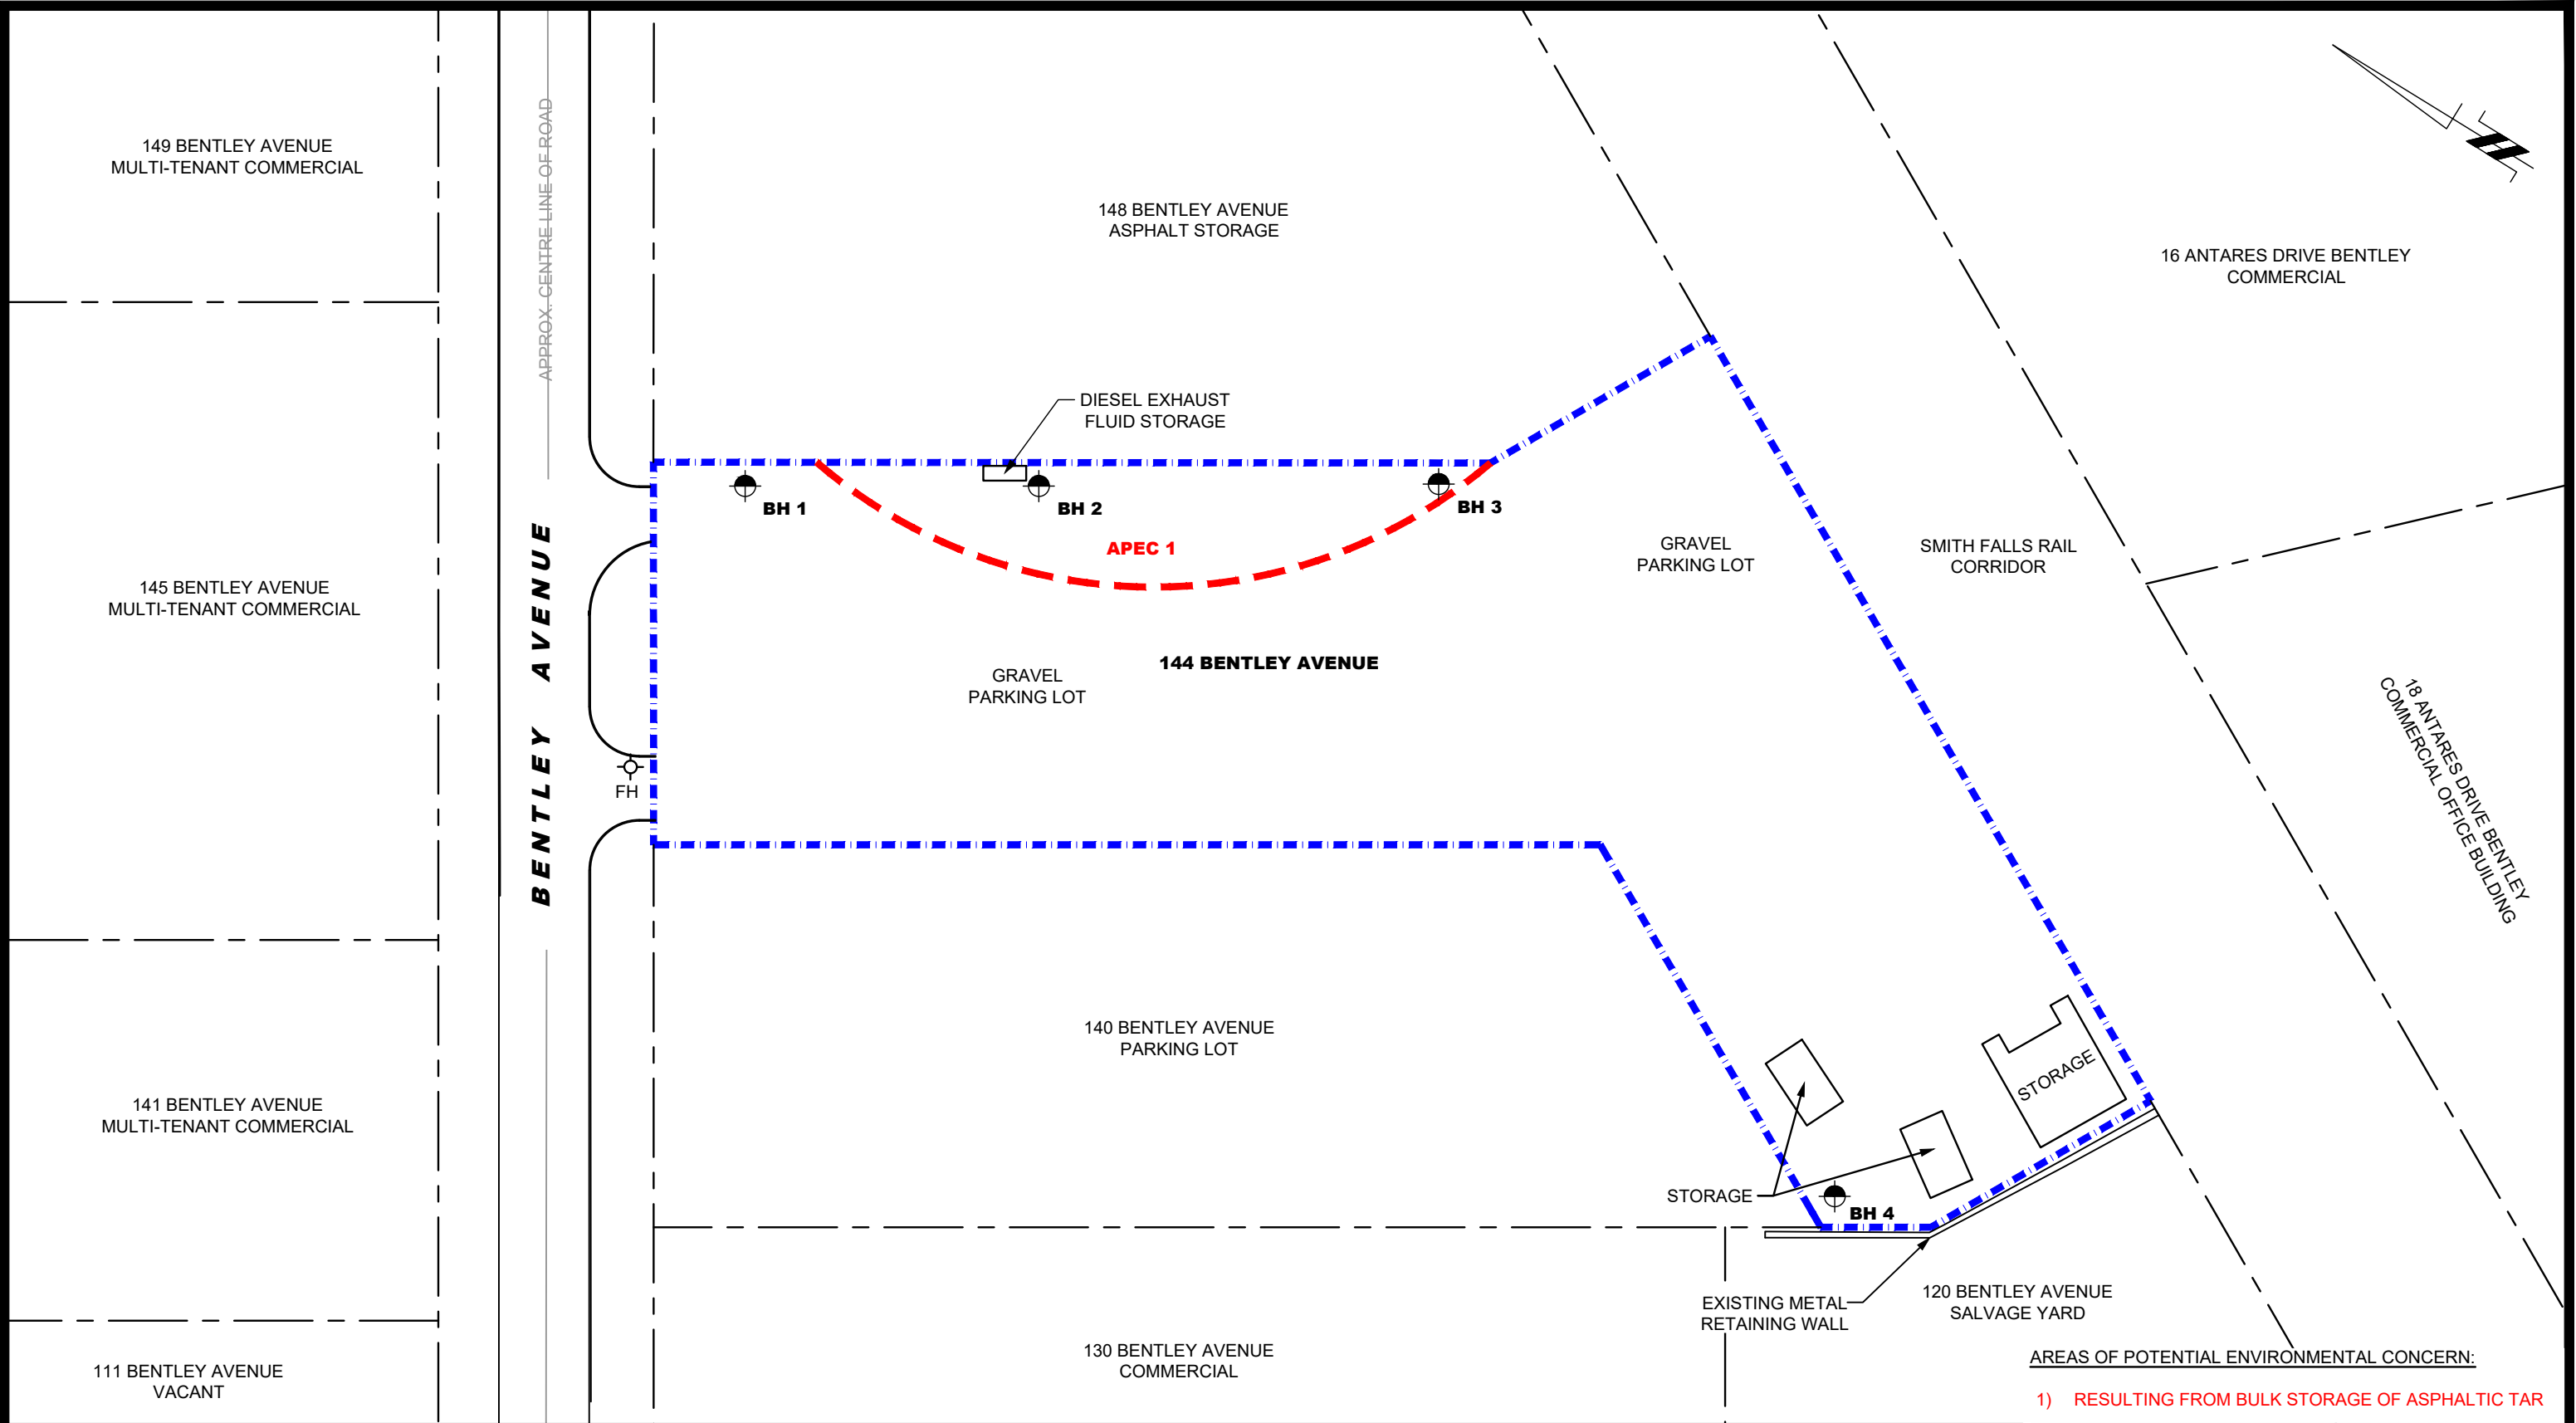 149 BENTLEY AVENUE
MULTI-TENANT COMMERCIAL
APPROX. CENTRE LINE OF ROAD
148 BENTLEY AVENUE
ASPHALT STORAGE
16 ANTARES DRIVE BENTLEY
COMMERCIAL
DIESEL EXHAUST
FLUID STORAGE
BH 1
BH 2
BH 3
APEC 1
GRAVEL
PARKING LOT
SMITH FALLS RAIL
CORRIDOR
145 BENTLEY AVENUE
MULTI-TENANT COMMERCIAL
BENTLEY AVENUE
144 BENTLEY AVENUE
GRAVEL
PARKING LOT
18 ANTARES DRIVE BENTLEY
COMMERCIAL OFFICE BUILDING
FH
140 BENTLEY AVENUE
PARKING LOT
STORAGE
141 BENTLEY AVENUE
MULTI-TENANT COMMERCIAL
STORAGE
BH 4
EXISTING METAL
RETAINING WALL
120 BENTLEY AVENUE
SALVAGE YARD
130 BENTLEY AVENUE
COMMERCIAL
111 BENTLEY AVENUE
VACANT
AREAS OF POTENTIAL ENVIRONMENTAL CONCERN:
1) RESULTING FROM BULK STORAGE OF ASPHALTIC TAR